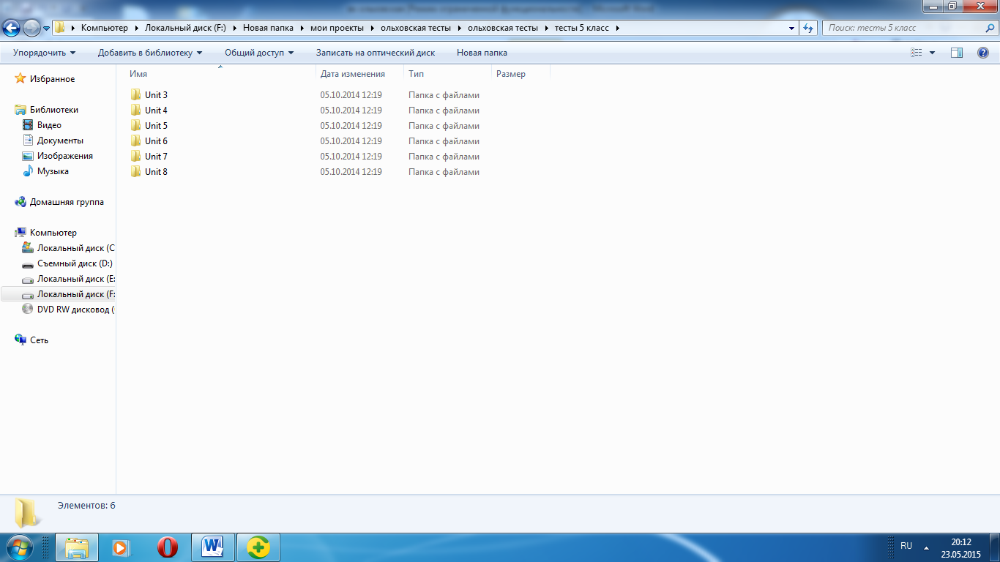 Microsoft Word
Компьютер Локальный диск (F:) Новая папка мои проекты ольховская тесты ольховская тесты тесты 5 класс Поиск: тесты 5 класс
Упорядочить Добавить в библиотеку Общий доступ Записать на оптический диск Новая папка
Имя Дата изменения Тип Размер
Unit 3 05.10.2014 12:19 Папка с файлами
Unit 4 05.10.2014 12:19 Папка с файлами
Unit 5 05.10.2014 12:19 Папка с файлами
Unit 6 05.10.2014 12:19 Папка с файлами
Unit 7 05.10.2014 12:19 Папка с файлами
Unit 8 05.10.2014 12:19 Папка с файлами
Избранное
Библиотеки
Видео
Документы
Изображения
Музыка
Домашняя группа
Компьютер
Локальный диск (C
Съемный диск (D:)
Локальный диск (E:
Локальный диск (F:
DVD RW дисковод (
Сеть
Элементов: 6
RU
20:12
23.05.2015